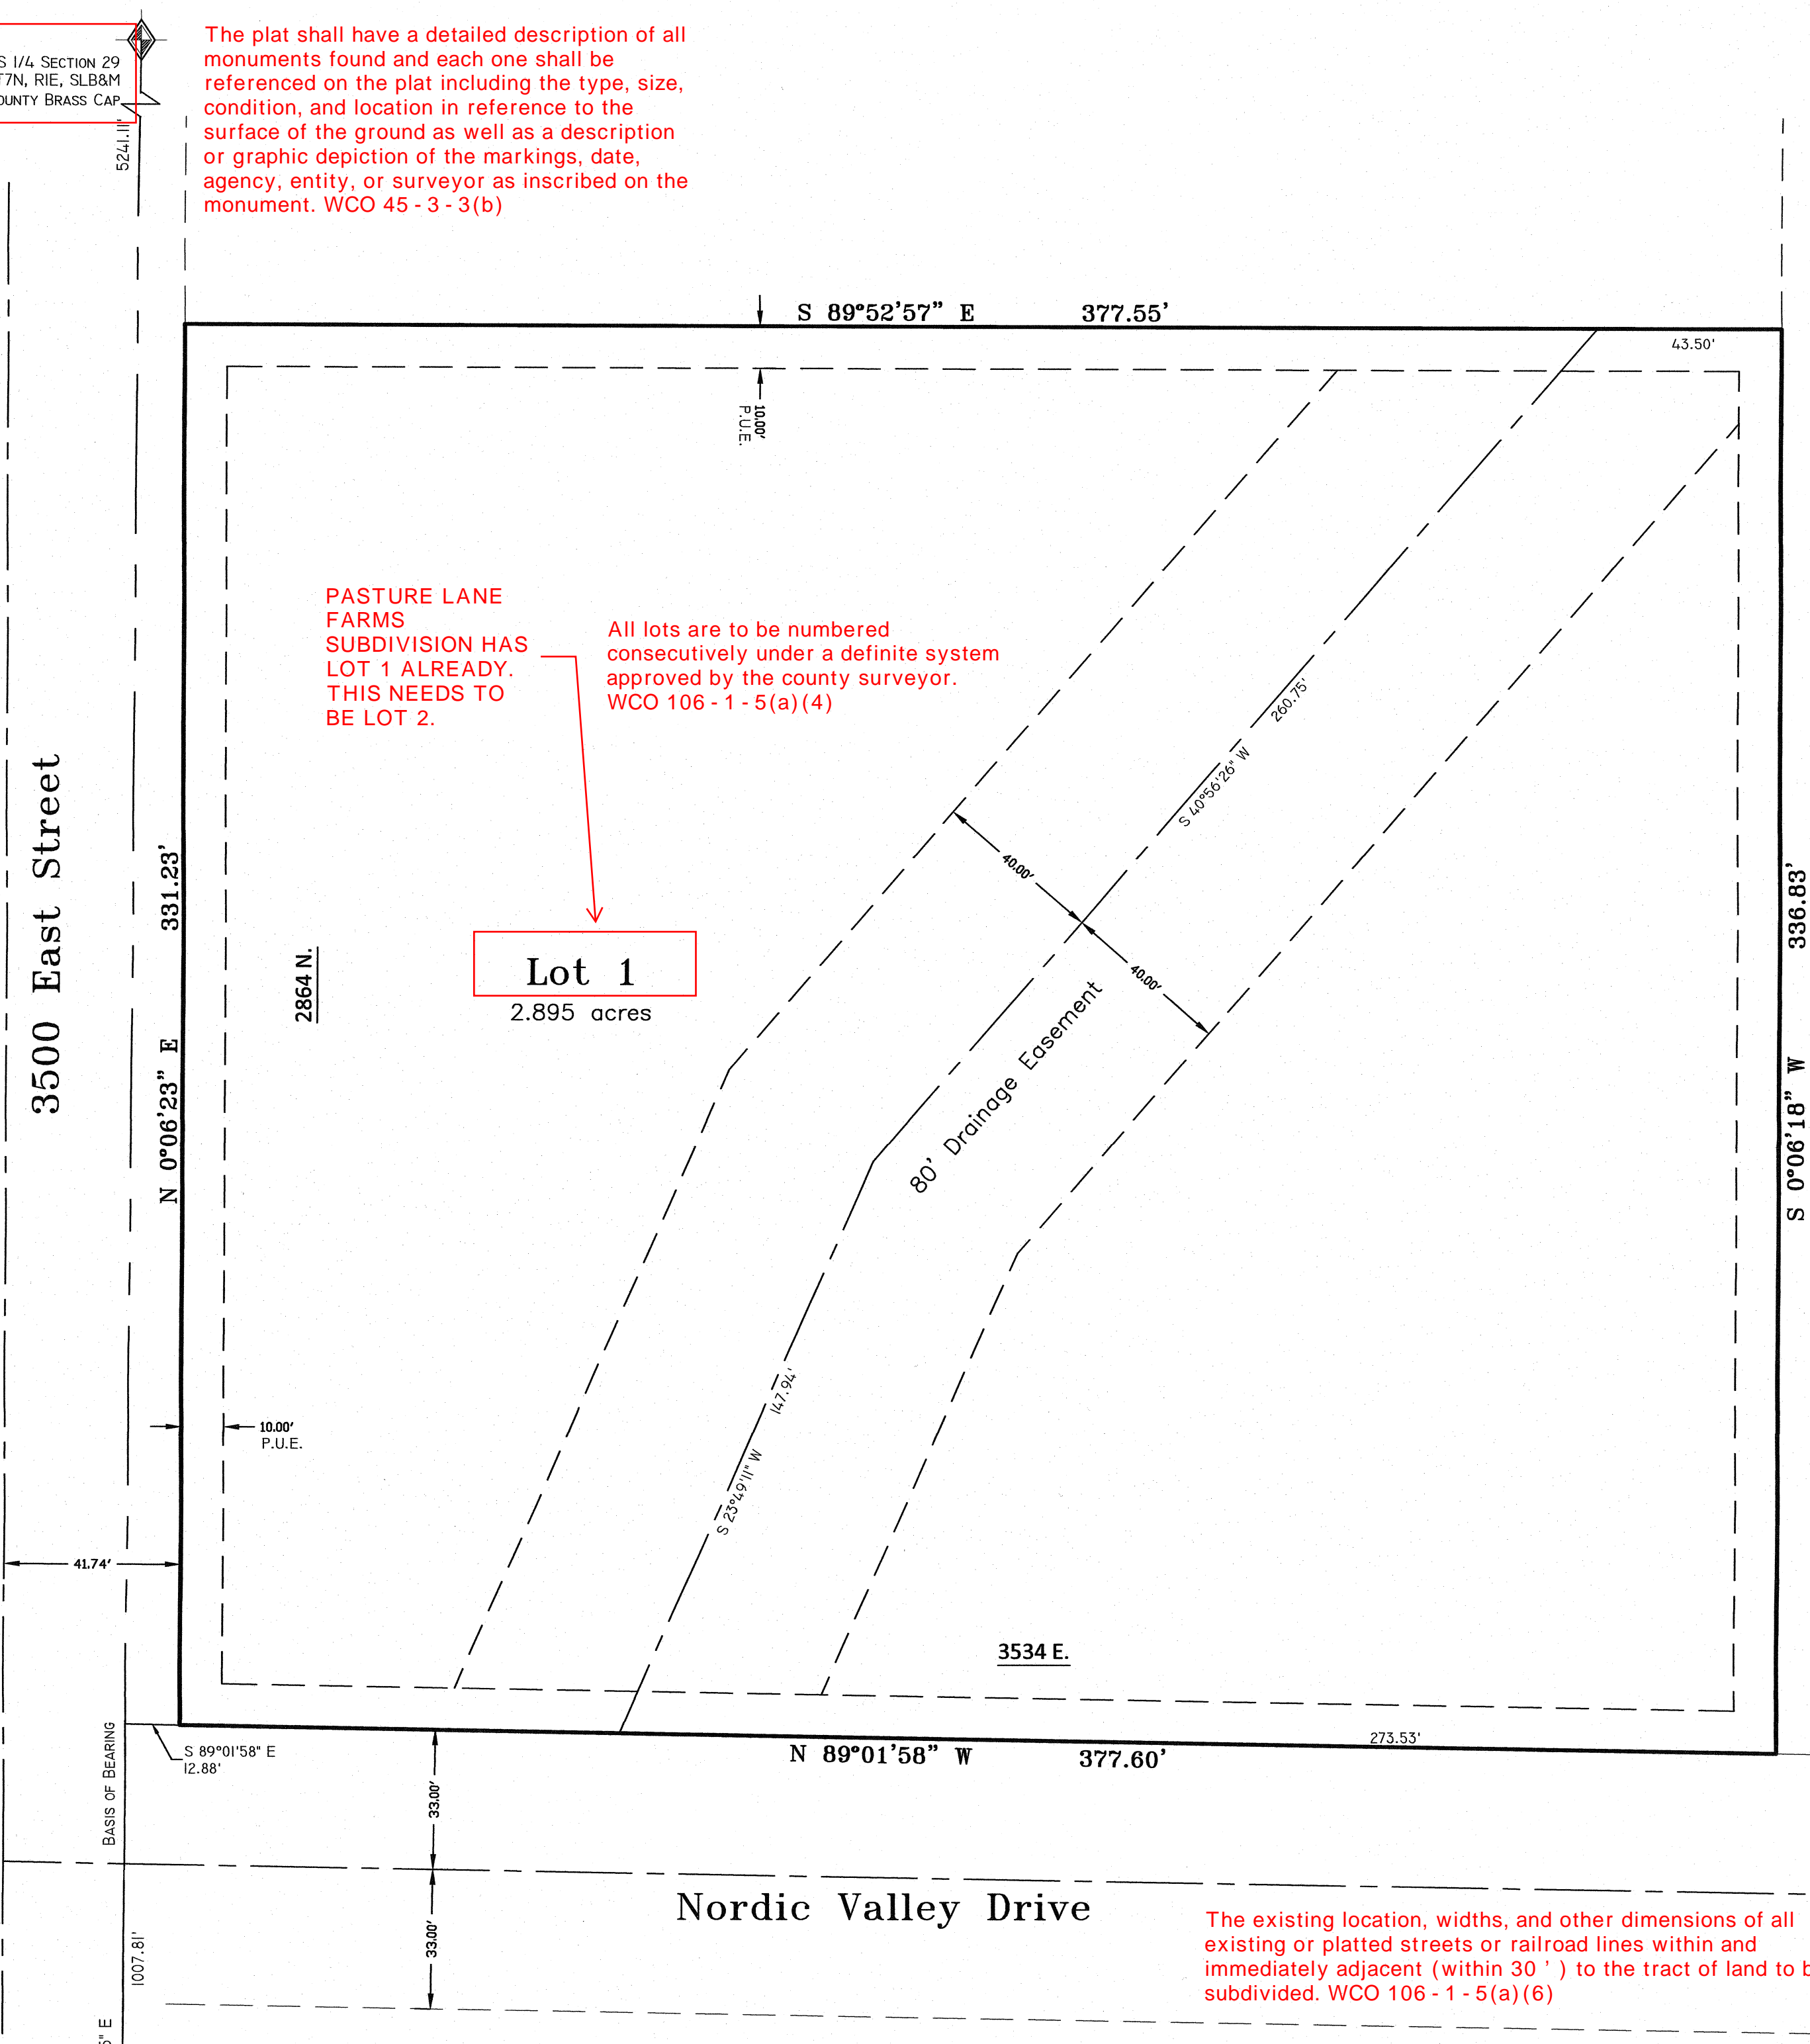 S 1/4 SECTION 29
T7N, R1E, SLB&M
OUNTY BRASS CAP
5241.11'
The plat shall have a detailed description of all
monuments found and each one shall be
referenced on the plat including the type, size,
condition, and location in reference to the
surface of the ground as well as a description
or graphic depiction of the markings, date,
agency, entity, or surveyor as inscribed on the
monument. WCO 45 - 3 - 3(b)
S 89°52'57" E 377.55'
43.50'
10.00'
P.U.E.
PASTURE LANE
FARMS
SUBDIVISION HAS
LOT 1 ALREADY.
THIS NEEDS TO
BE LOT 2.
All lots are to be numbered
consecutively under a definite system
approved by the county surveyor.
WCO 106 - 1 - 5(a)(4)
S 40°56'26" W 260.75'
3500 East Street
N 0°06'23" E 331.23'
2864 N.
Lot 1
2.895 acres
40.00'
40.00'
80' Drainage Easement
S 0°06'18" W 336.83'
S 23°49'11" W 147.94'
10.00'
P.U.E.
41.74'
3534 E.
BASIS OF BEARING
S 89°01'58" E
12.88'
N 89°01'58" W 377.60'
273.53'
33.00'
33.00'
Nordic Valley Drive
1007.81'
The existing location, widths, and other dimensions of all
existing or platted streets or railroad lines within and
immediately adjacent (within 30 ' ) to the tract of land to b
subdivided. WCO 106 - 1 - 5(a)(6)
" E